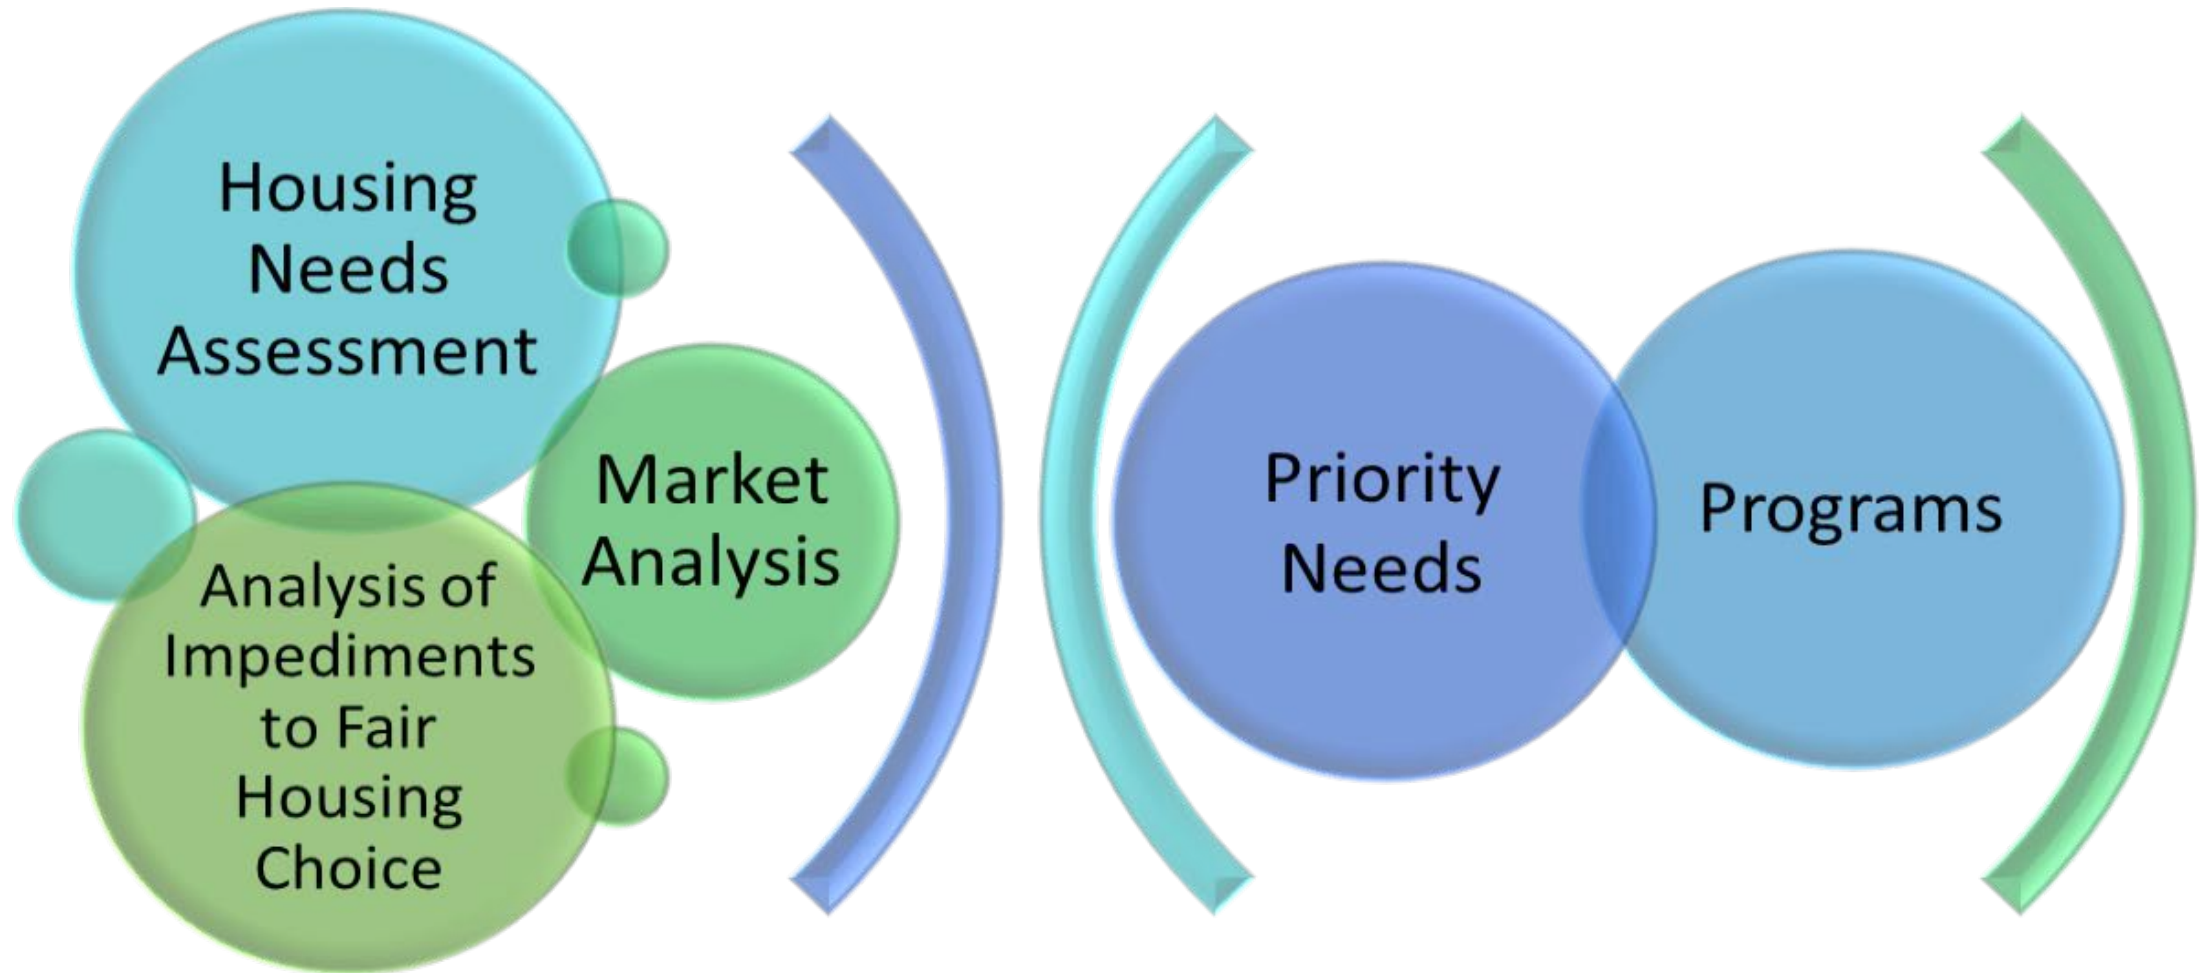 Housing
Needs
Assessment
Market
Analysis
Analysis of
Impediments
to Fair
Housing
Choice
Priority
Needs
Programs